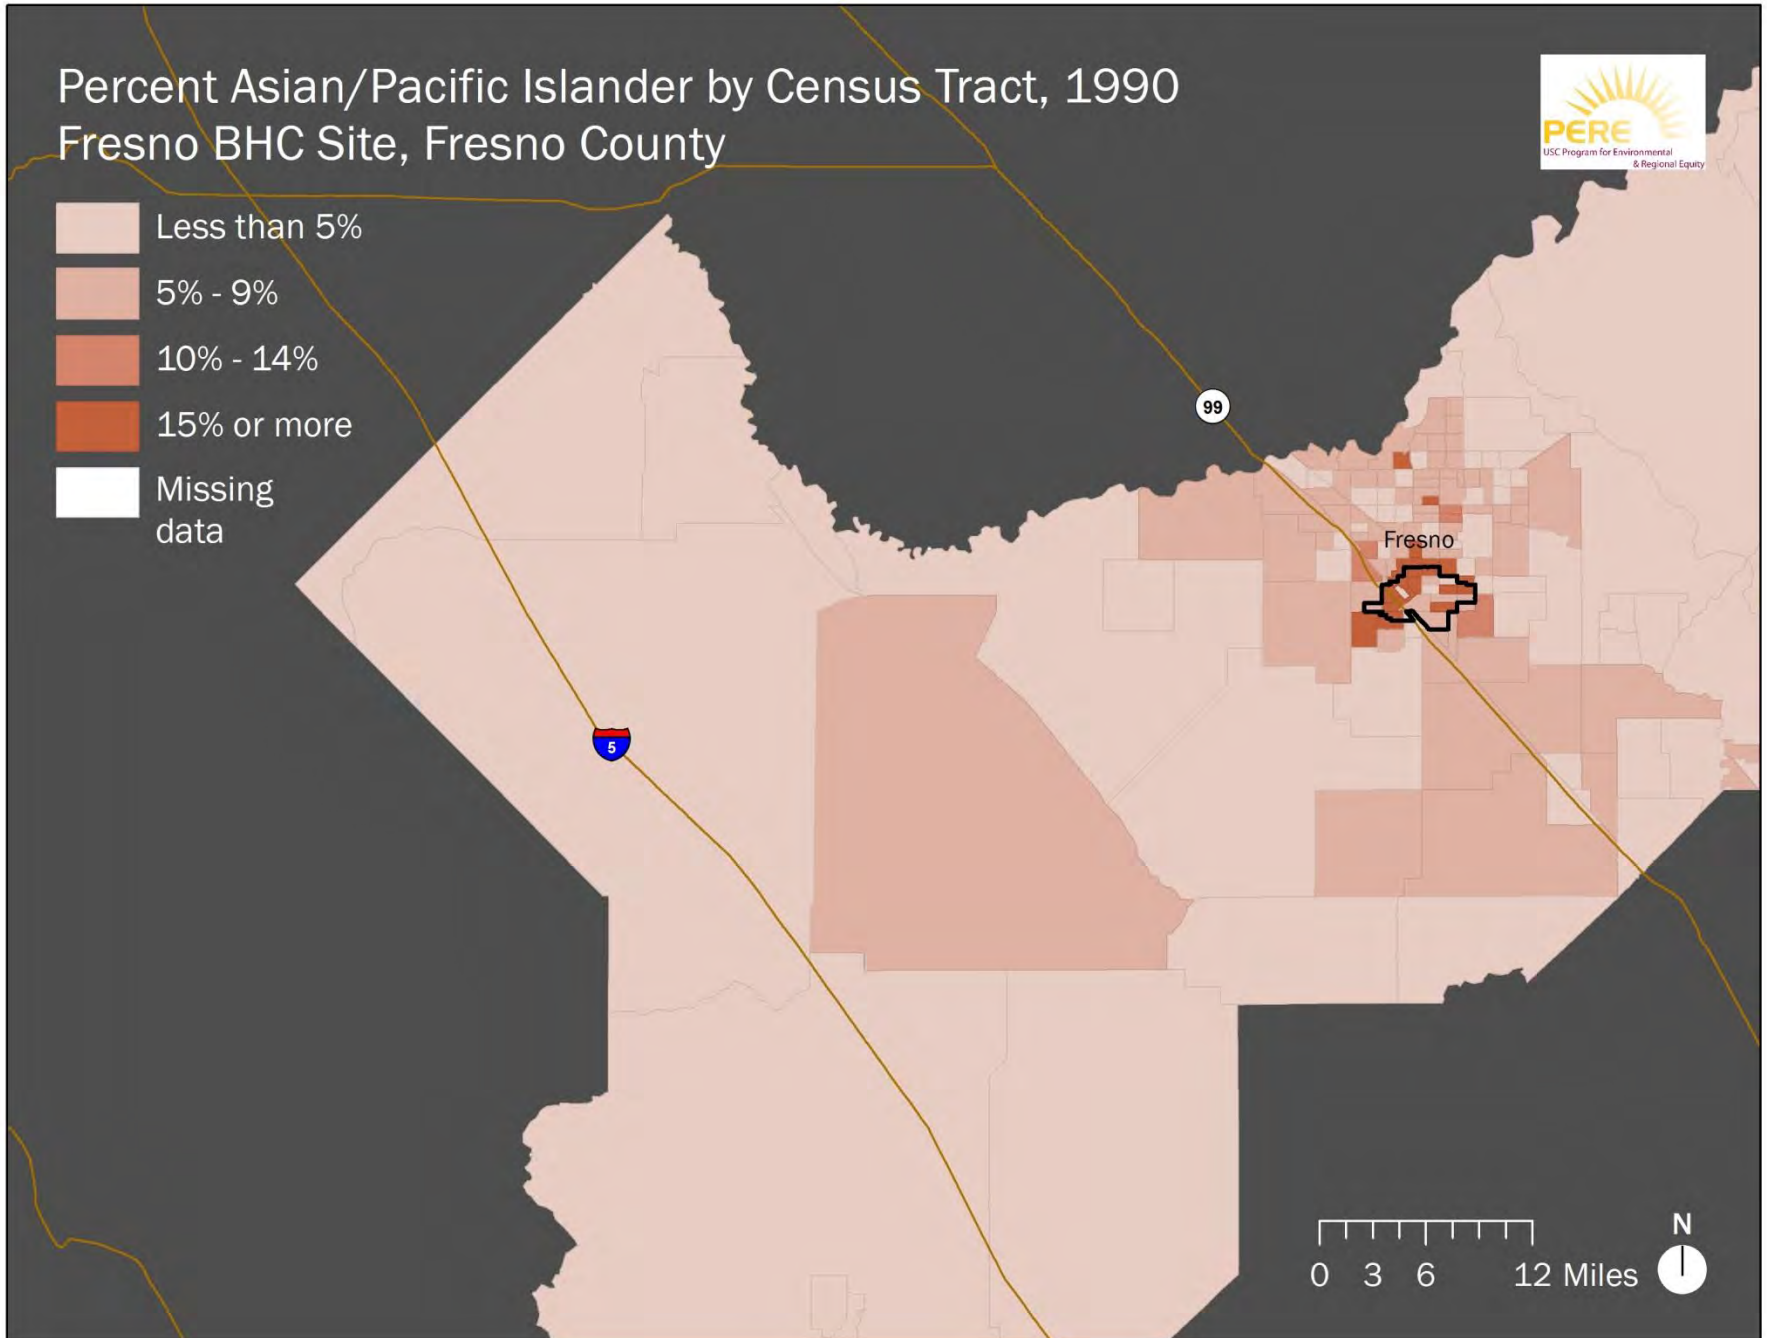 Percent Asian/Pacific Islander by Census Tract, 1990
Fresno BHC Site, Fresno County
PERE
USC Program for Environmental
& Regional Equity
Less than 5%
5% - 9%
10% - 14%
15% or more
Missing
data
99
Fresno
5
N
0 3 6 12 Miles